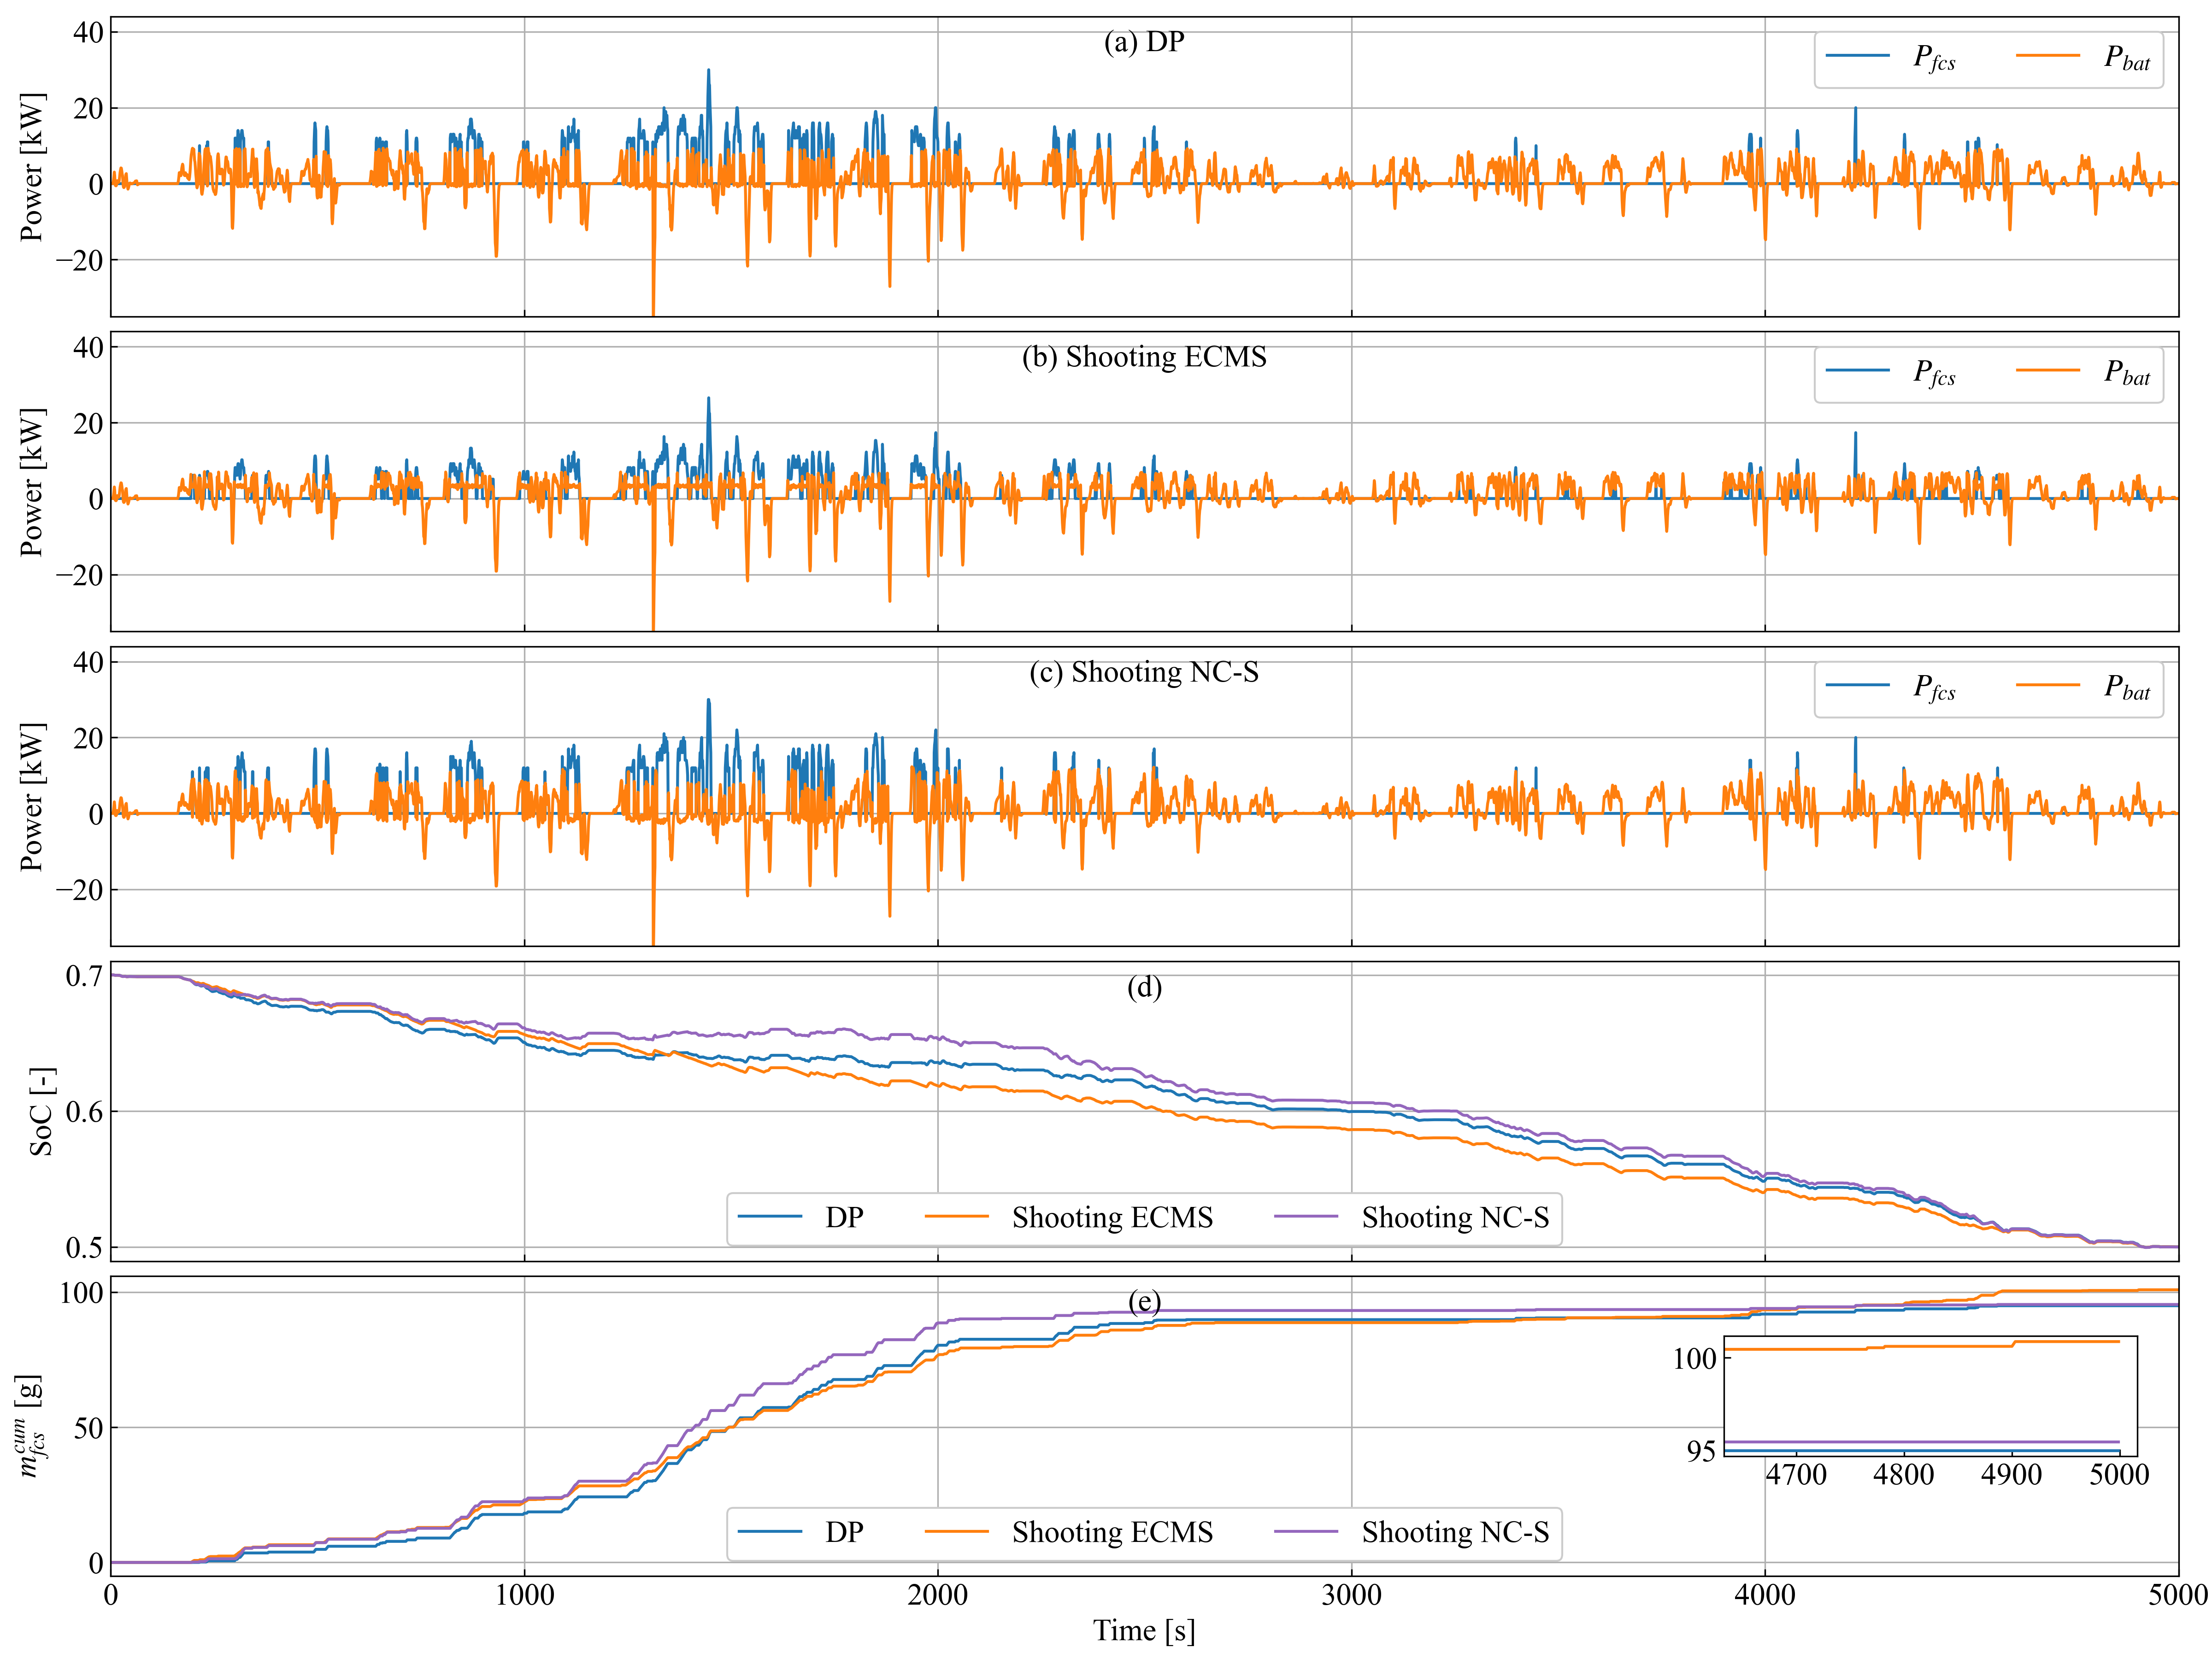 (a) DP
P_fcs P_bat
Power [kW]
40
20
0
−20
(b) Shooting ECMS
P_fcs P_bat
Power [kW]
40
20
0
−20
(c) Shooting NC-S
P_fcs P_bat
Power [kW]
40
20
0
−20
(d)
SoC [-]
0.7
0.6
0.5
DP Shooting ECMS Shooting NC-S
(e)
m_fcs^cum [g]
100
50
0
100
95
4700 4800 4900 5000
DP Shooting ECMS Shooting NC-S
0 1000 2000 3000 4000 5000
Time [s]